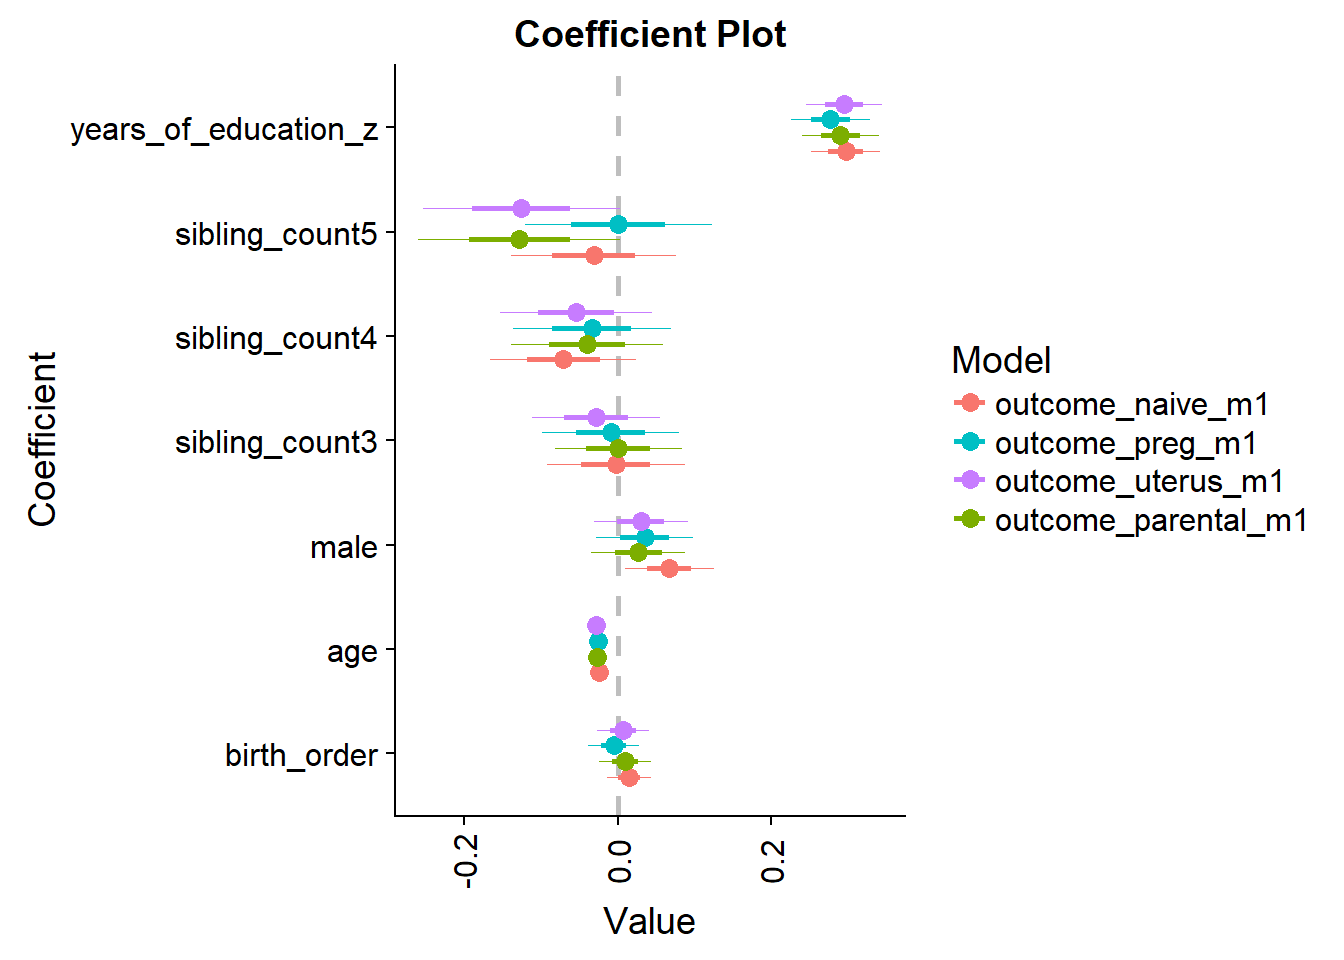 Coefficient Plot
Coefficient
years_of_education_z
sibling_count5
sibling_count4
sibling_count3
male
age
birth_order
-0.2
0.0
0.2
Value
Model
outcome_naive_m1
outcome_preg_m1
outcome_uterus_m1
outcome_parental_m1